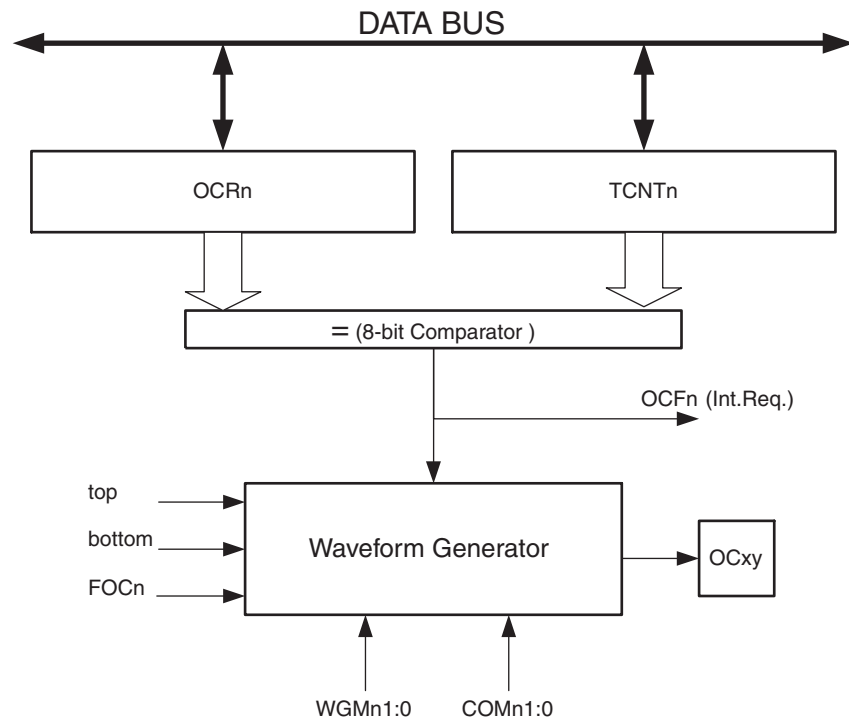 DATA BUS
OCRn
TCNTn
= (8-bit Comparator )
OCFn (Int.Req.)
top
bottom
FOCn
Waveform Generator
OCxy
WGMn1:0
COMn1:0